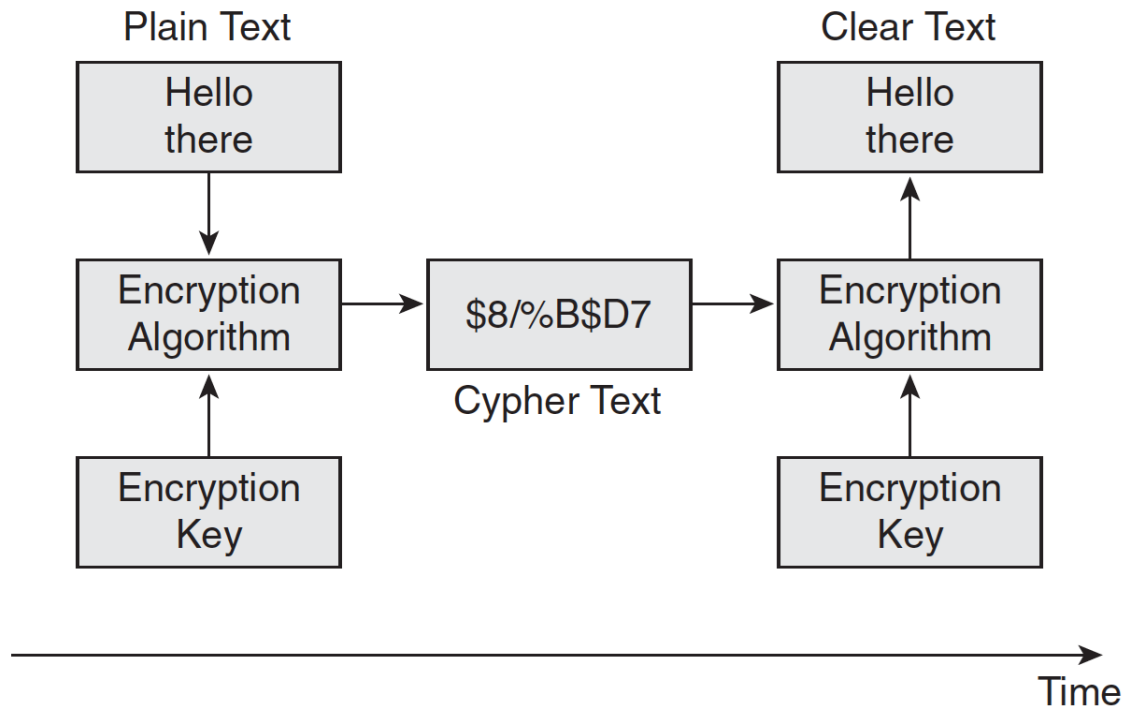 Plain Text
Hello
there
Encryption
Algorithm
Encryption
Key
$8/%B$D7
Cypher Text
Clear Text
Hello
there
Encryption
Algorithm
Encryption
Key
Time